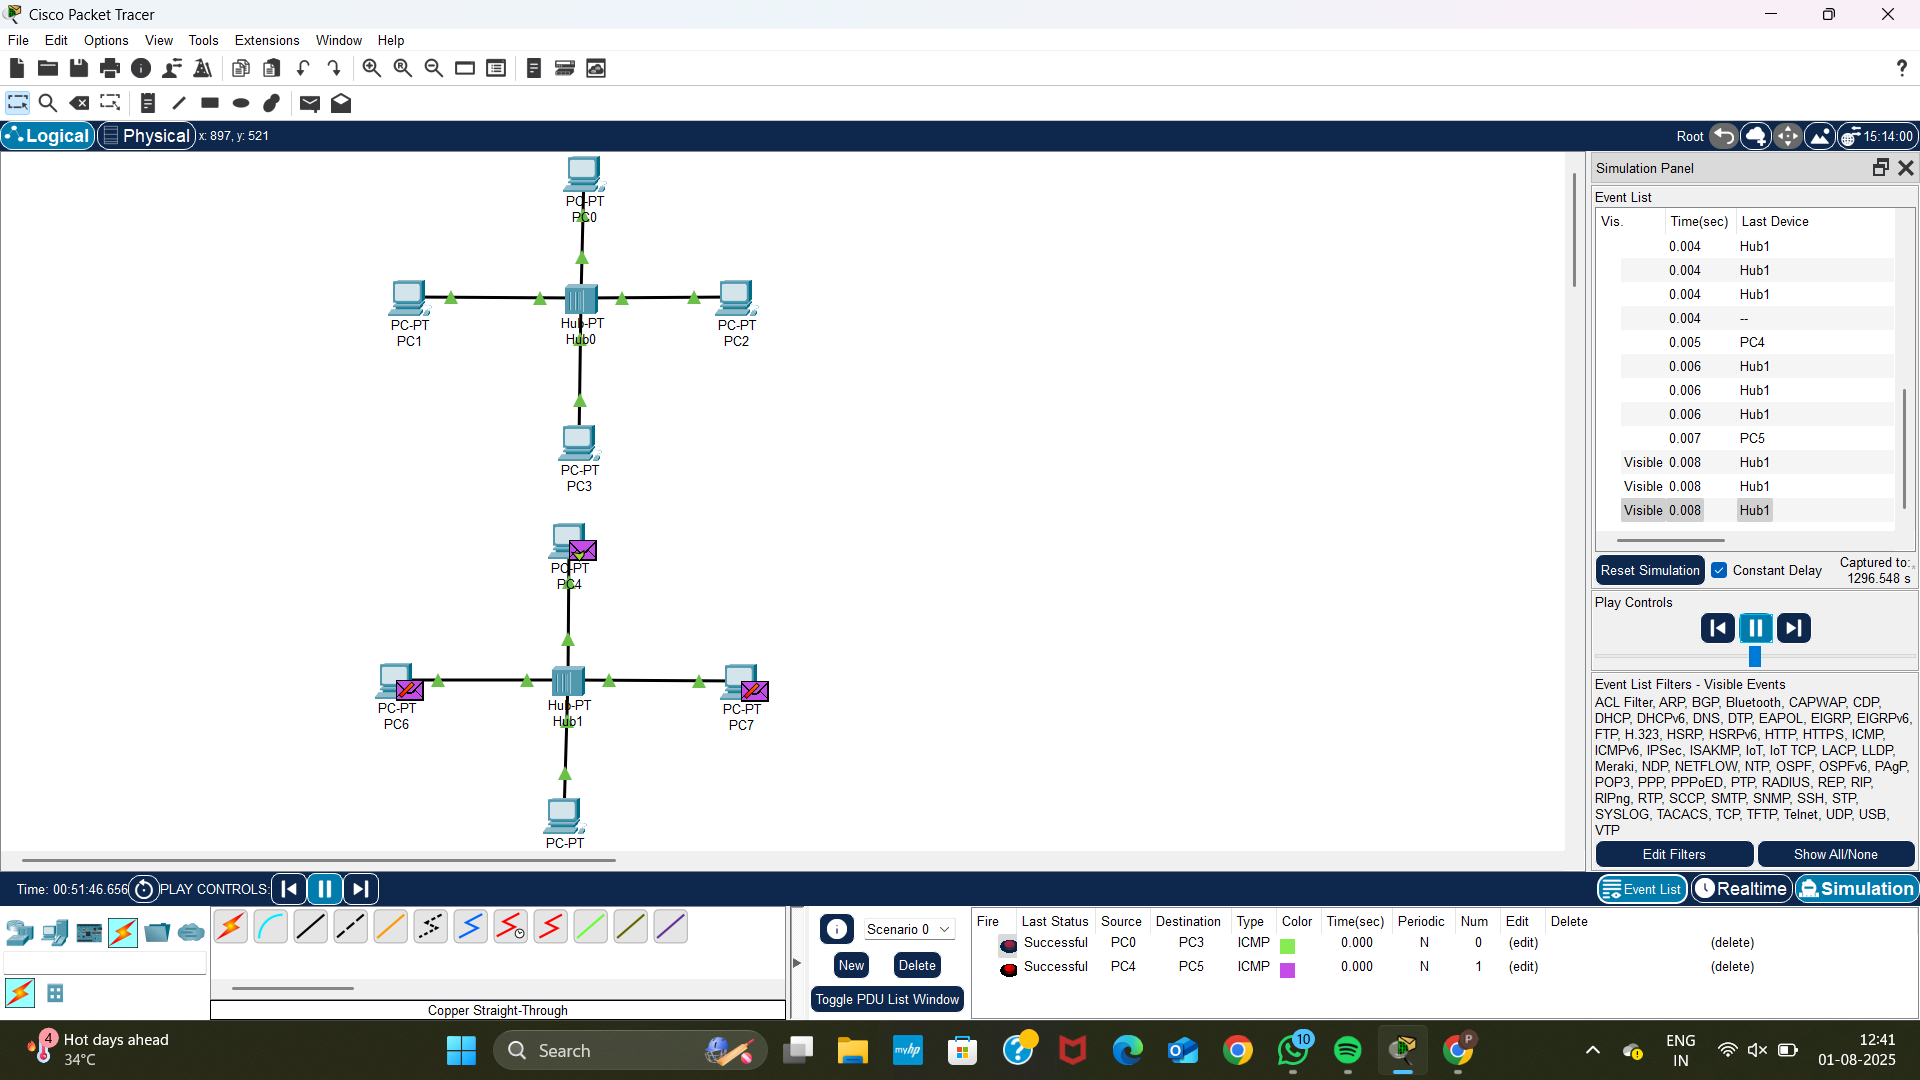 Cisco Packet Tracer
File Edit Options View Tools Extensions Window Help
?
Logical Physical x: 897, y: 521
Root 15:14:00
PC-PT
PC0
PC-PT
PC1
Hub-PT
Hub0
PC-PT
PC2
PC-PT
PC3
PC-PT
PC4
PC-PT
PC6
Hub-PT
Hub1
PC-PT
PC7
PC-PT
Simulation Panel
Event List
Vis. Time(sec) Last Device
0.004 Hub1
0.004 Hub1
0.004 Hub1
0.004 --
0.005 PC4
0.006 Hub1
0.006 Hub1
0.006 Hub1
0.007 PC5
Visible 0.008 Hub1
Visible 0.008 Hub1
Visible 0.008 Hub1
Reset Simulation Constant Delay Captured to:
1296.548 s
Play Controls
Event List Filters - Visible Events
ACL Filter, ARP, BGP, Bluetooth, CAPWAP, CDP,
DHCP, DHCPv6, DNS, DTP, EAPOL, EIGRP, EIGRPv6,
FTP, H.323, HSRP, HSRPv6, HTTP, HTTPS, ICMP,
ICMPv6, IPSec, ISAKMP, IoT, IoT TCP, LACP, LLDP,
Meraki, NDP, NETFLOW, NTP, OSPF, OSPFv6, PAgP,
POP3, PPP, PPPoED, PTP, RADIUS, REP, RIP,
RIPng, RTP, SCCP, SMTP, SNMP, SSH, STP,
SYSLOG, TACACS, TCP, TFTP, Telnet, UDP, USB,
VTP
Edit Filters Show All/None
Time: 00:51:46.656 PLAY CONTROLS:
Event List Realtime Simulation
Copper Straight-Through
Scenario 0
New Delete
Toggle PDU List Window
Fire Last Status Source Destination Type Color Time(sec) Periodic Num Edit Delete
Successful PC0 PC3 ICMP 0.000 N 0 (edit) (delete)
Successful PC4 PC5 ICMP 0.000 N 1 (edit) (delete)
4
Hot days ahead
34°C
Search
myhp
10
P
ENG
IN
12:41
01-08-2025